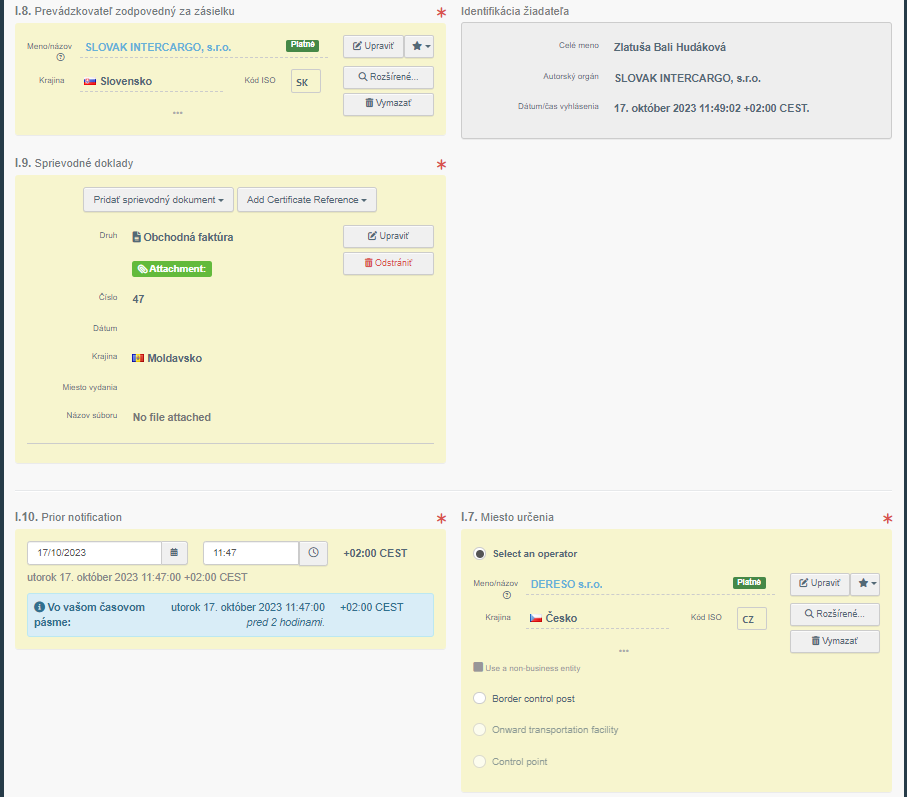 I.8. Prevádzkovateľ zodpovedný za zásielku
Meno/názov
SLOVAK INTERCARGO, s.r.o.
Platné
Upraviť
Krajina
Slovensko
Kód ISO
SK
Rozšírené...
Vymazať
Identifikácia žiadateľa
Celé meno
Zlatuša Bali Hudáková
Autorský orgán
SLOVAK INTERCARGO, s.r.o.
Dátum/čas vyhlásenia
17. október 2023 11:49:02 +02:00 CEST.
I.9. Sprievodné doklady
Pridať sprievodný dokument
Add Certificate Reference
Druh
Obchodná faktúra
Upraviť
Attachment:
Odstrániť
Číslo
47
Dátum
Krajina
Moldavsko
Miesto vydania
Názov súboru
No file attached
I.10. Prior notification
17/10/2023
11:47
+02:00 CEST
utorok 17. október 2023 11:47:00 +02:00 CEST
Vo vašom časovom pásme:
utorok 17. október 2023 11:47:00
+02:00 CEST
pred 2 hodinami.
I.7. Miesto určenia
Select an operator
Meno/názov
DERESO s.r.o.
Platné
Upraviť
Krajina
Česko
Kód ISO
CZ
Rozšírené...
Vymazať
Use a non-business entity
Border control post
Onward transportation facility
Control point